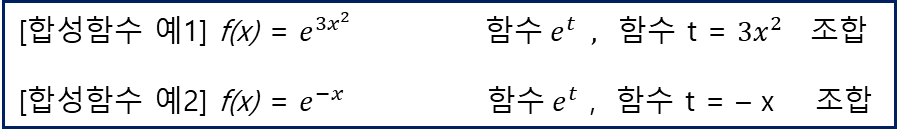 [합성함수 예1] f(x) = e^{3x^2} 함수 e^t , 함수 t = 3x^2 조합
[합성함수 예2] f(x) = e^{-x} 함수 e^t , 함수 t = - x 조합